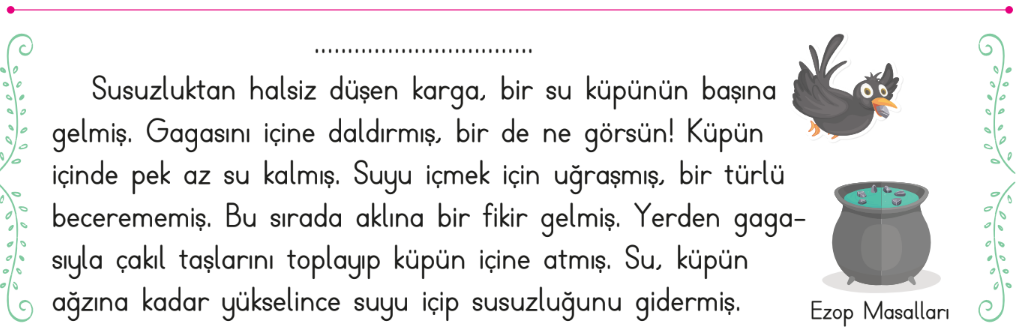 ..................................
Susuzluktan halsiz düşen karga, bir su küpünün başına
gelmiş. Gagasını içine daldırmış, bir de ne görsün! Küpün
içinde pek az su kalmış. Suyu içmek için uğraşmış, bir türlü
becerememiş. Bu sırada aklına bir fikir gelmiş. Yerden gaga-
sıyla çakıl taşlarını toplayıp küpün içine atmış. Su, küpün
ağzına kadar yükselince suyu içip susuzluğunu gidermiş.
Ezop Masalları